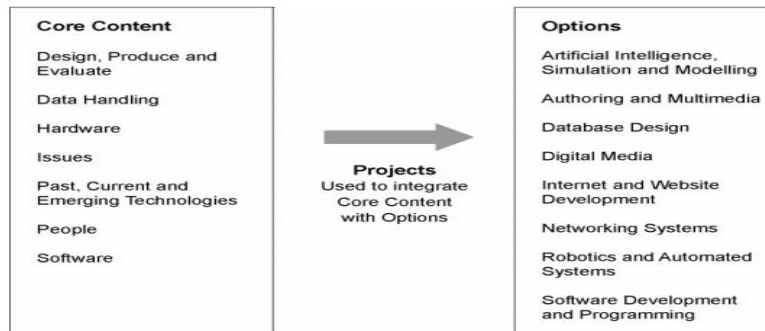 Core Content
Design, Produce and
Evaluate
Data Handling
Hardware
Issues
Past, Current and
Emerging Technologies
People
Software
Projects
Used to integrate
Core Content
with Options
Options
Artificial Intelligence,
Simulation and Modelling
Authoring and Multimedia
Database Design
Digital Media
Internet and Website
Development
Networking Systems
Robotics and Automated
Systems
Software Development
and Programming